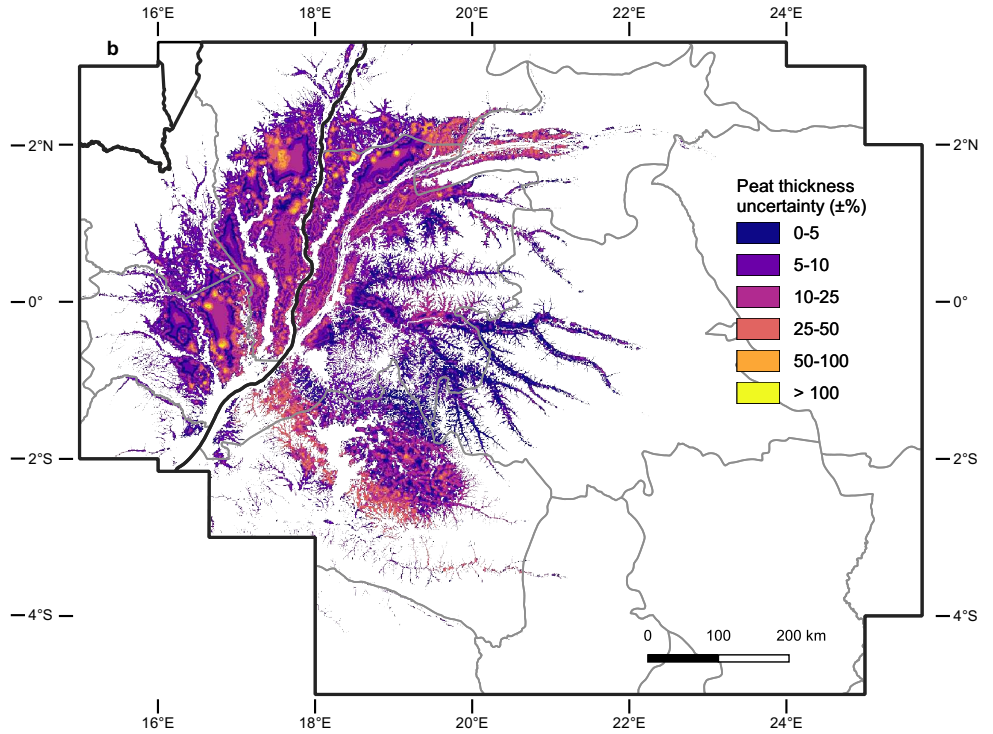 16°E 18°E 20°E 22°E 24°E
b
2°N 2°N
Peat thickness
uncertainty (±%)
0-5
5-10
10-25
25-50
50-100
> 100
0° 0°
2°S 2°S
4°S 4°S
0 100 200 km
16°E 18°E 20°E 22°E 24°E